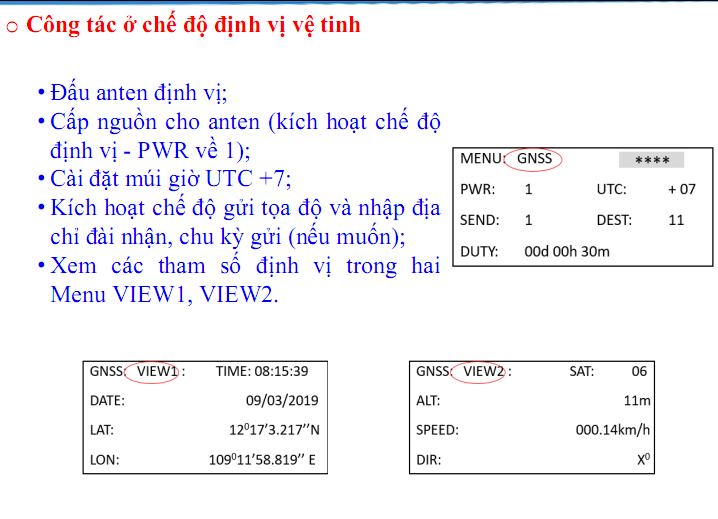 o Công tác ở chế độ định vị vệ tinh
• Đấu anten định vị;
• Cấp nguồn cho anten (kích hoạt chế độ
định vị - PWR về 1);
• Cài đặt múi giờ UTC +7;
• Kích hoạt chế độ gửi tọa độ và nhập địa
chỉ đài nhận, chu kỳ gửi (nếu muốn);
• Xem các tham số định vị trong hai
Menu VIEW1, VIEW2.
MENU: GNSS ****
PWR: 1 UTC: + 07
SEND: 1 DEST: 11
DUTY: 00d 00h 30m
GNSS: VIEW1 : TIME: 08:15:39
DATE: 09/03/2019
LAT: 12⁰17’3.217’’N
LON: 109⁰11’58.819’’ E
GNSS: VIEW2 : SAT: 06
ALT: 11m
SPEED: 000.14km/h
DIR: X⁰